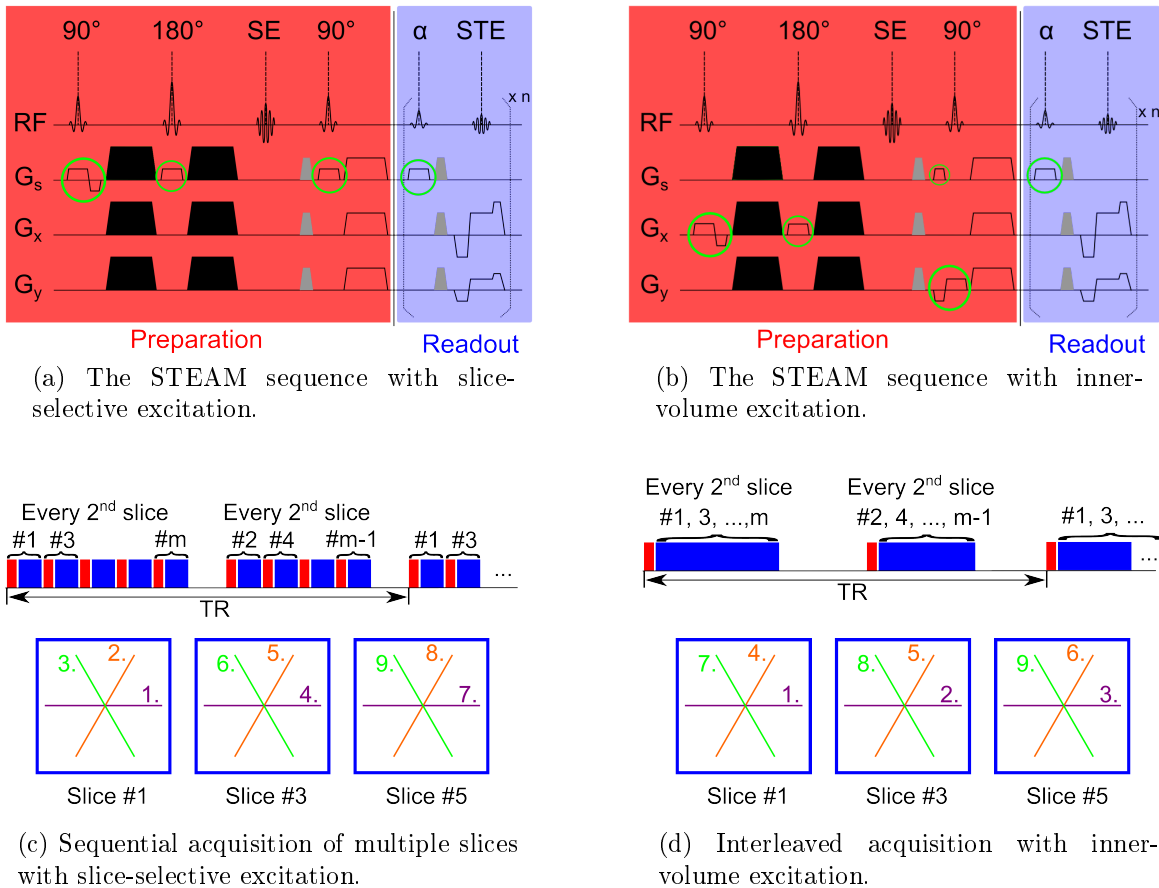 90° 180° SE 90° α STE
x n
RF
Gs
Gx
Gy
Preparation
Readout
(a) The STEAM sequence with slice-
selective excitation.
90° 180° SE 90° α STE
x n
RF
Gs
Gx
Gy
Preparation
Readout
(b) The STEAM sequence with inner-
volume excitation.
Every 2nd slice Every 2nd slice
#1 #3 #m #2 #4 #m-1 #1 #3
...
TR
3. 2. 1.
6. 5. 4.
9. 8. 7.
Slice #1 Slice #3 Slice #5
(c) Sequential acquisition of multiple slices
with slice-selective excitation.
Every 2nd slice Every 2nd slice
#1, 3, ...,m #2, 4, ..., m-1 #1, 3, ...
...
TR
7. 4. 1.
8. 5. 2.
9. 6. 3.
Slice #1 Slice #3 Slice #5
(d) Interleaved acquisition with inner-
volume excitation.